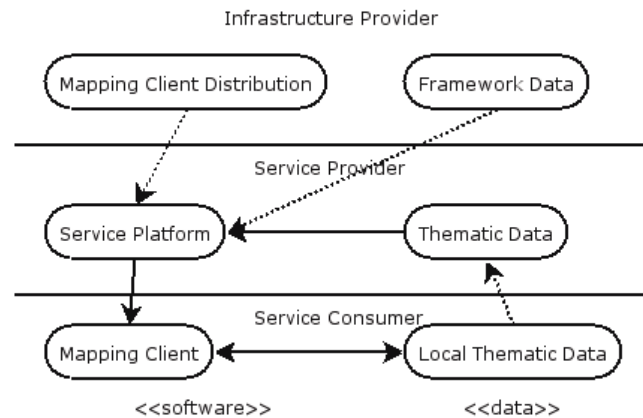 Infrastructure Provider
Mapping Client Distribution
Framework Data
Service Provider
Service Platform
Thematic Data
Service Consumer
Mapping Client
Local Thematic Data
<<software>>
<<data>>